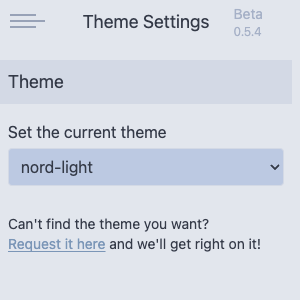 Theme Settings
Beta
0.5.4
Theme
Set the current theme
nord-light
Can't find the theme you want?
Request it here and we'll get right on it!